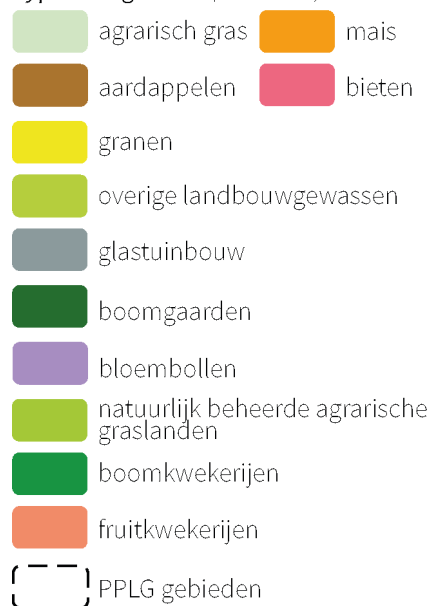 agrarisch gras mais
aardappelen bieten
granen
overige landbouwgewassen
glastuinbouw
boomgaarden
bloembollen
natuurlijk beheerde agrarische
graslanden
boomkwekerijen
fruitkwekerijen
PPLG gebieden